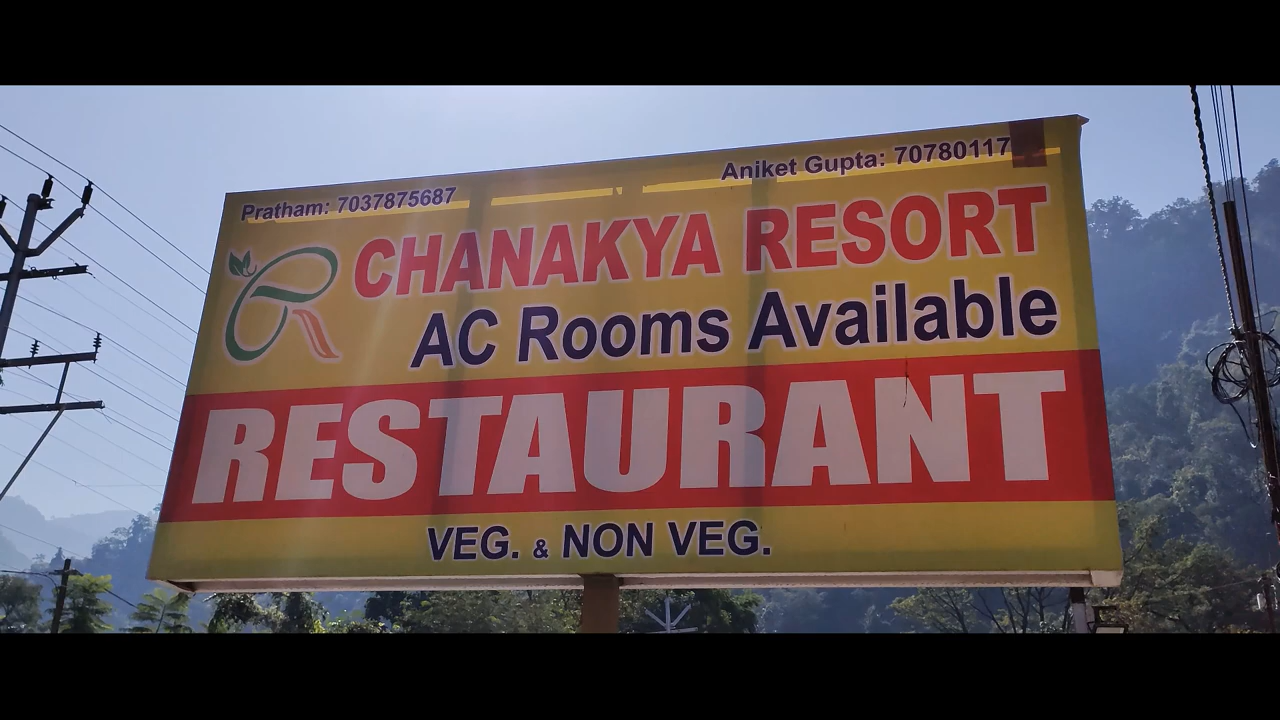 Pratham: 7037875687
Aniket Gupta: 70780117
CHANAKYA RESORT
AC Rooms Available
RESTAURANT
VEG. & NON VEG.